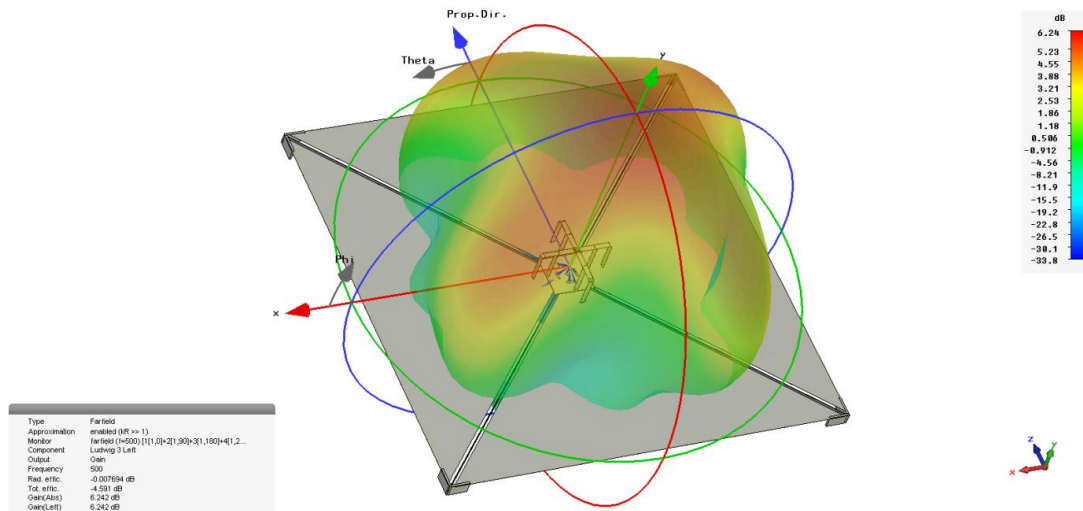 Prop.Dir.
Theta
y
Phi
x
dB
6.24
5.23
4.55
3.88
3.21
2.53
1.86
1.18
0.506
-0.912
-4.56
-8.21
-11.9
-15.5
-19.2
-22.8
-26.5
-30.1
-33.8
Type Farfield
Approximation enabled (kR >> 1)
Monitor farfield (f=500) [1[1,0]+2[1,90]+3[1,180]+4[1,2...
Component Ludwig 3 Left
Output Gain
Frequency 500
Rad. effic. -0.007694 dB
Tot. effic. -4.591 dB
Gain(Abs) 6.242 dB
Gain(Left) 6.242 dB
z
y
x